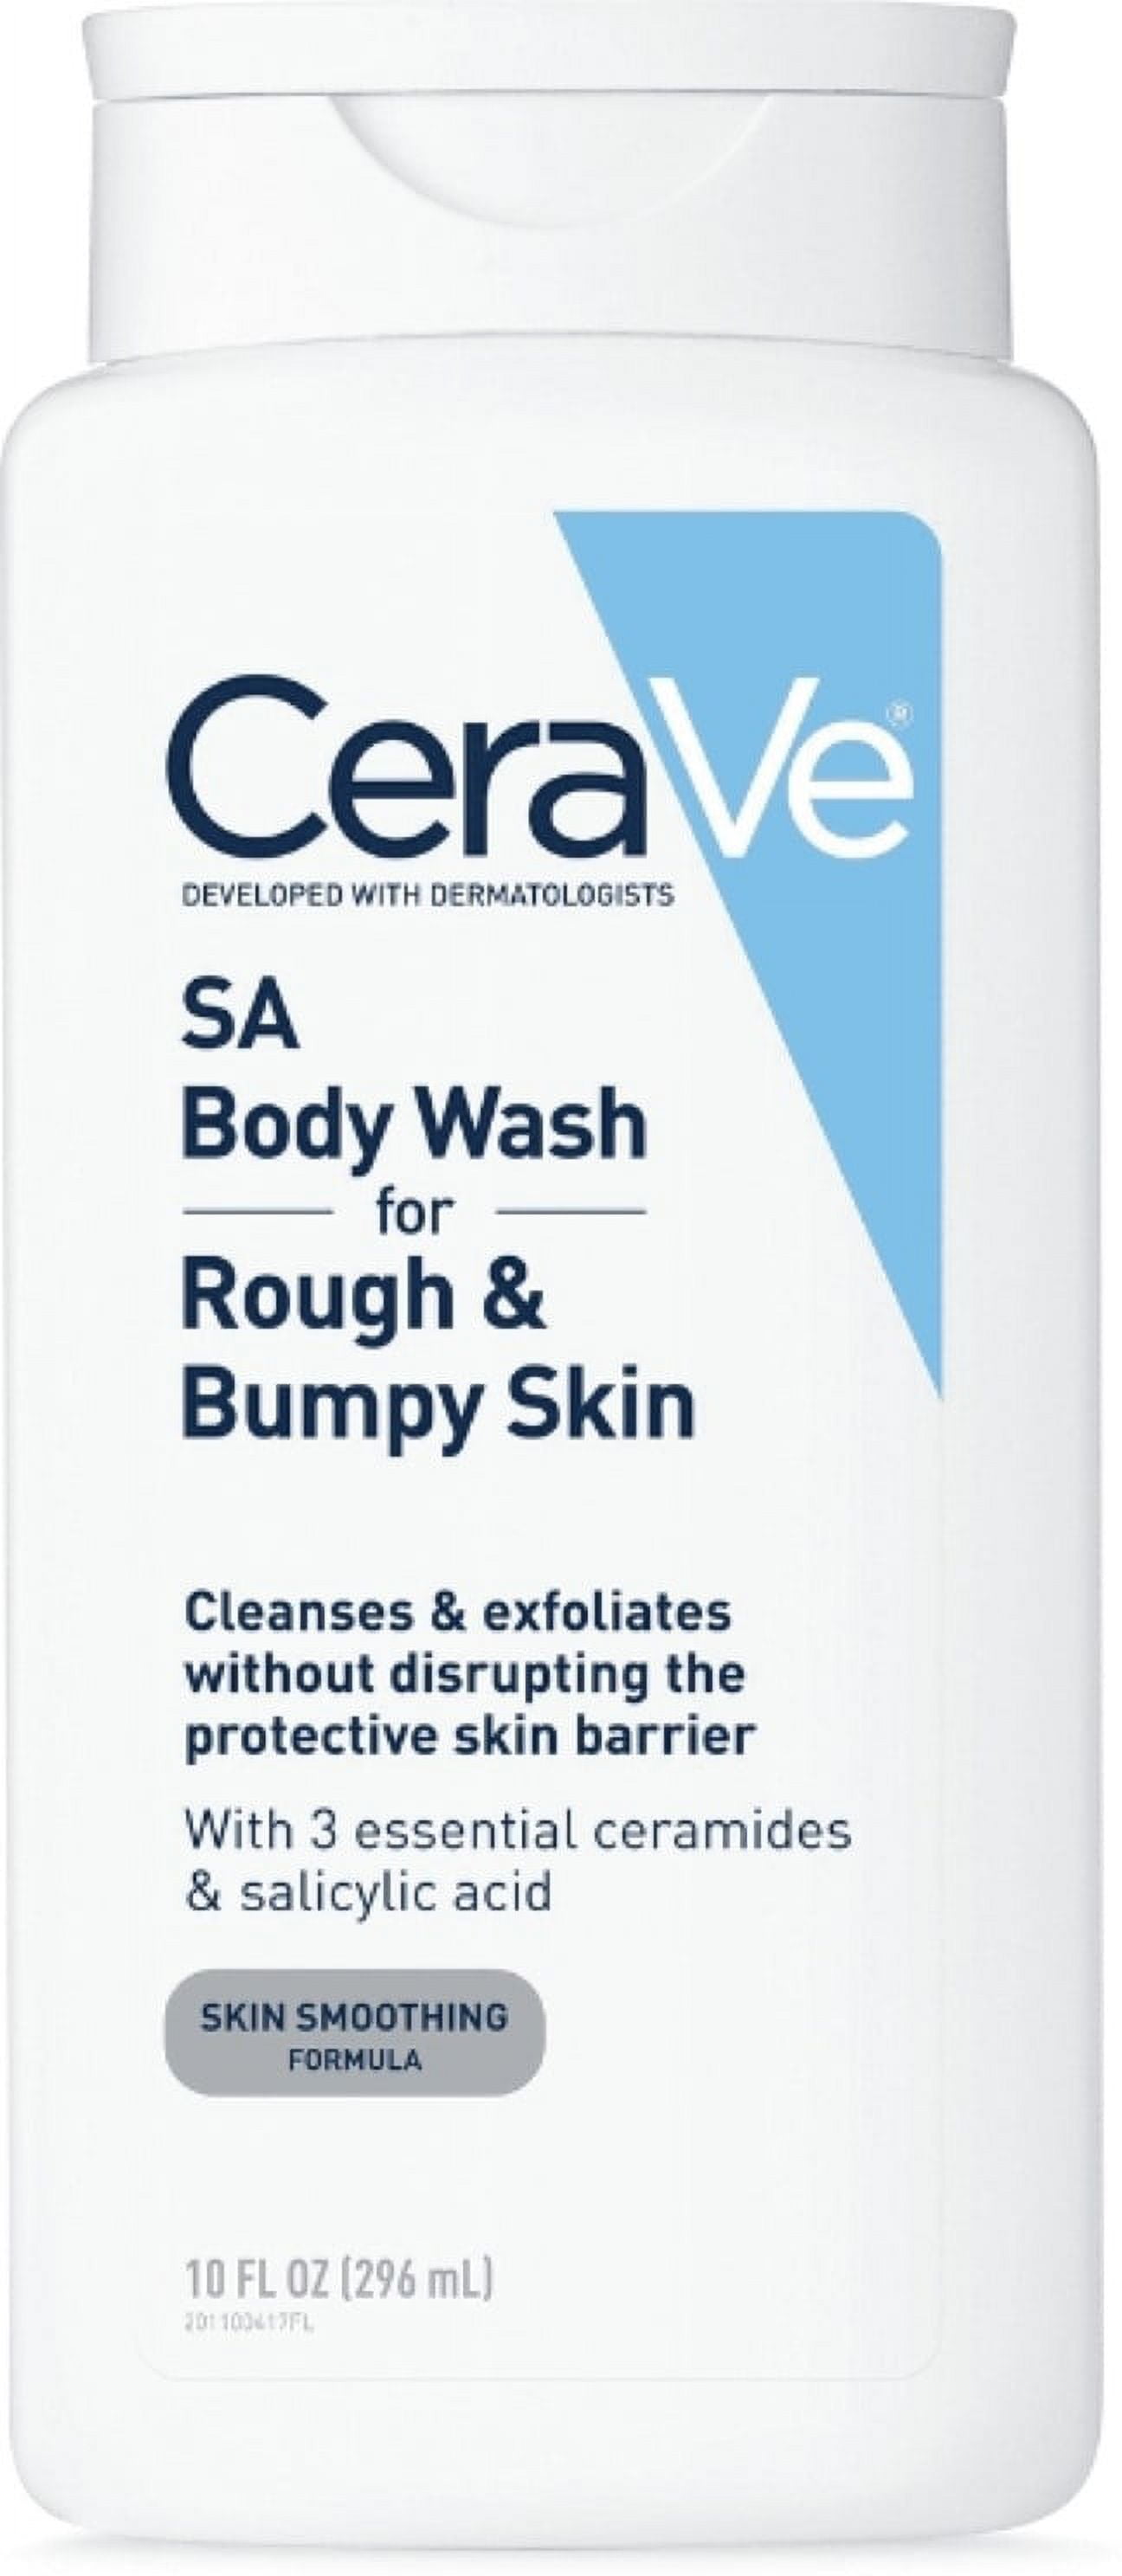 CeraVe®
DEVELOPED WITH DERMATOLOGISTS
SA
Body Wash
for
Rough &
Bumpy Skin
Cleanses & exfoliates
without disrupting the
protective skin barrier
With 3 essential ceramides
& salicylic acid
SKIN SMOOTHING
FORMULA
10 FL OZ (296 mL)